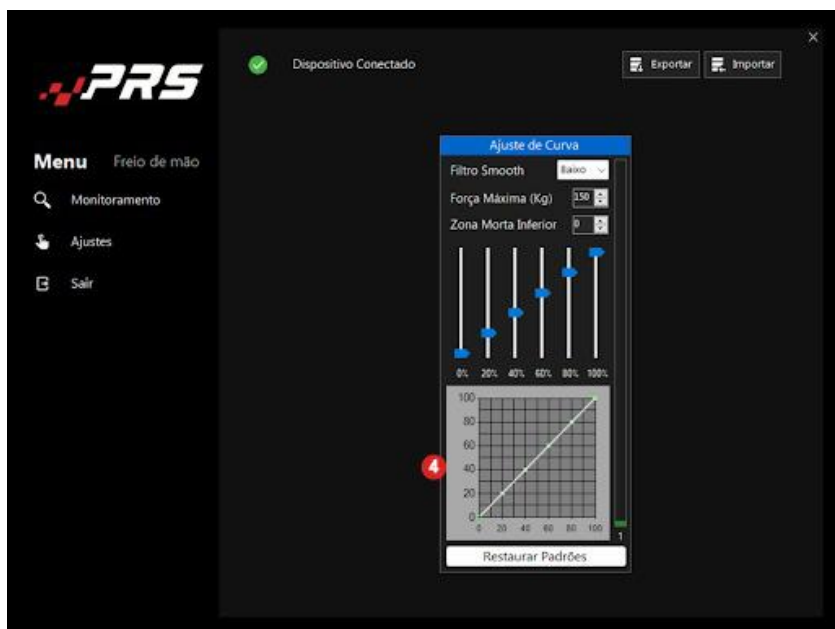 PRS
Dispositivo Conectado
Exportar
Importar
Menu Freio de mão
Monitoramento
Ajustes
Sair
Ajuste de Curva
Filtro Smooth Baixo
Força Máxima (Kg) 150
Zona Morta Inferior 0
0% 20% 40% 60% 80% 100%
100
80
60
4
40
20
0
0 20 40 60 80 100
1
Restaurar Padrões